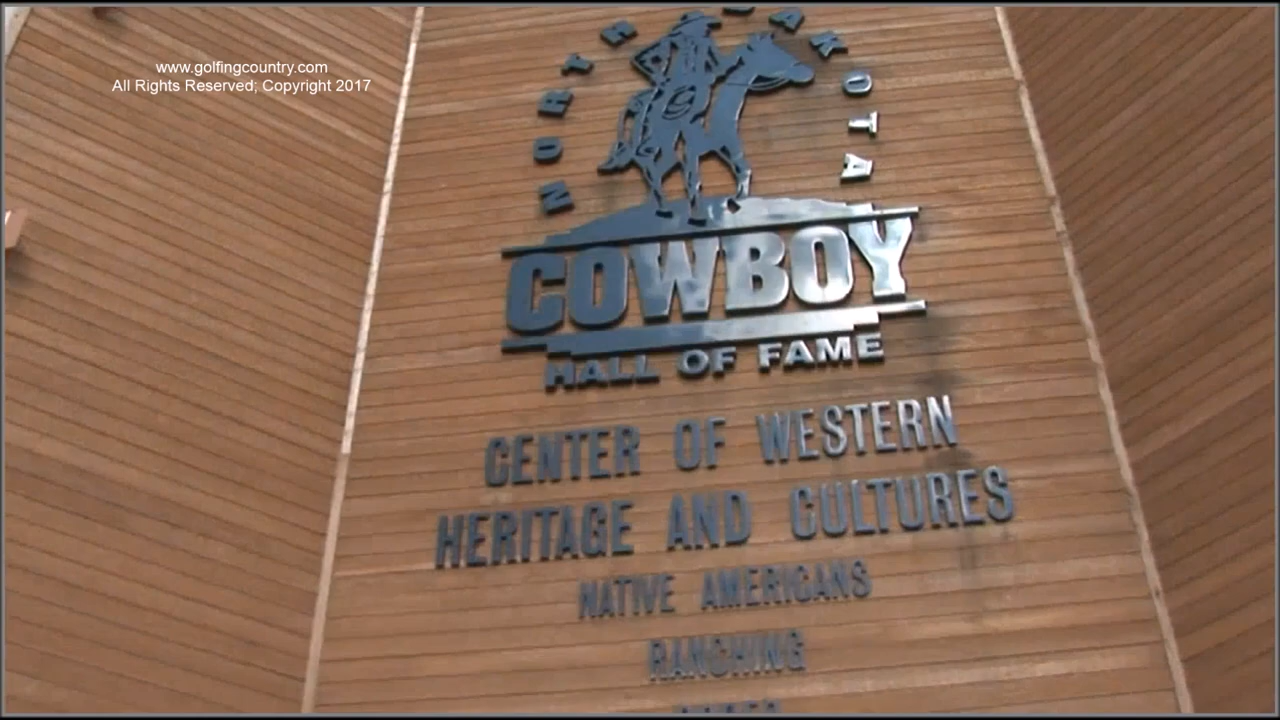 www.golfingcountry.com
All Rights Reserved; Copyright 2017
NORTH DAKOTA
COWBOY
HALL OF FAME
CENTER OF WESTERN
HERITAGE AND CULTURES
NATIVE AMERICANS
RANCHING